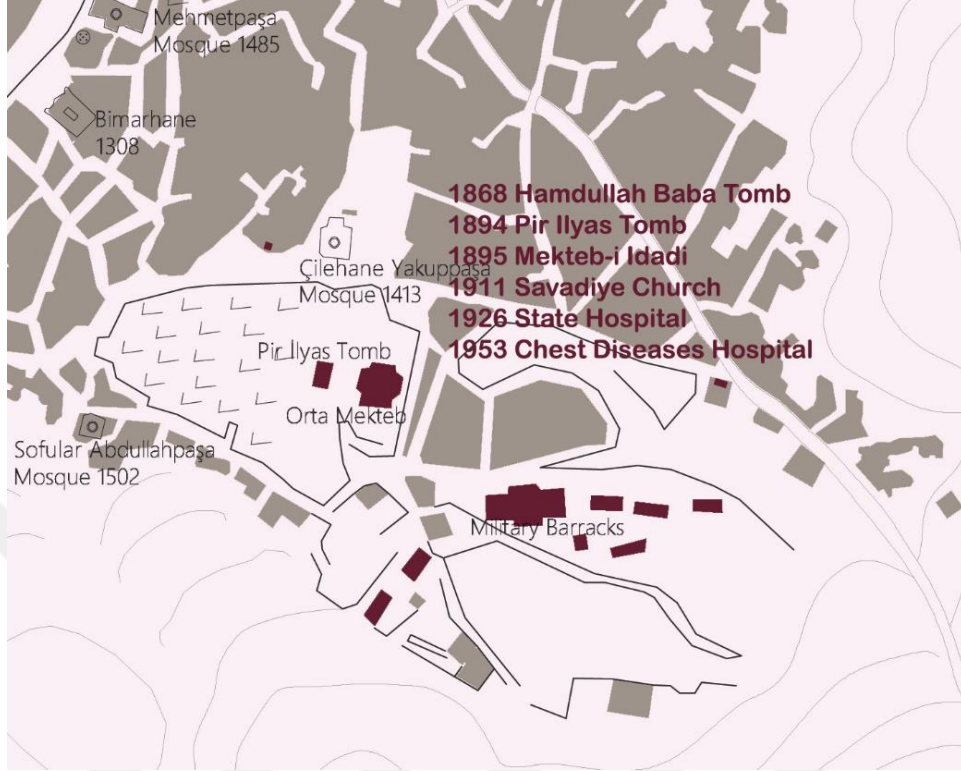 Mehmetpaşa
Mosque 1485
Bimarhane
1308
1868 Hamdullah Baba Tomb
1894 Pir Ilyas Tomb
1895 Mekteb-i Idadi
1911 Savadiye Church
1926 State Hospital
1953 Chest Diseases Hospital
Çilehane Yakuppaşa
Mosque 1413
Pir Ilyas Tomb
Orta Mekteb
Sofular Abdullahpaşa
Mosque 1502
Military Barracks